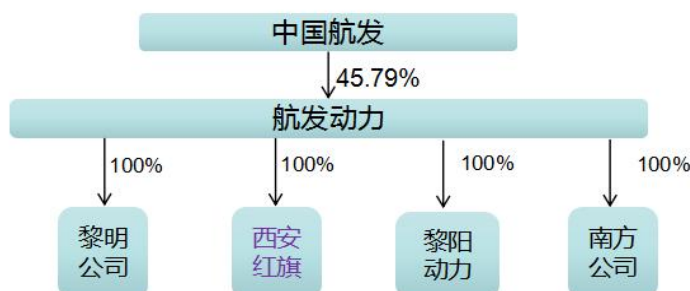 中国航发
45.79%
航发动力
100%
100%
100%
100%
黎明
公司
西安
红旗
黎阳
动力
南方
公司